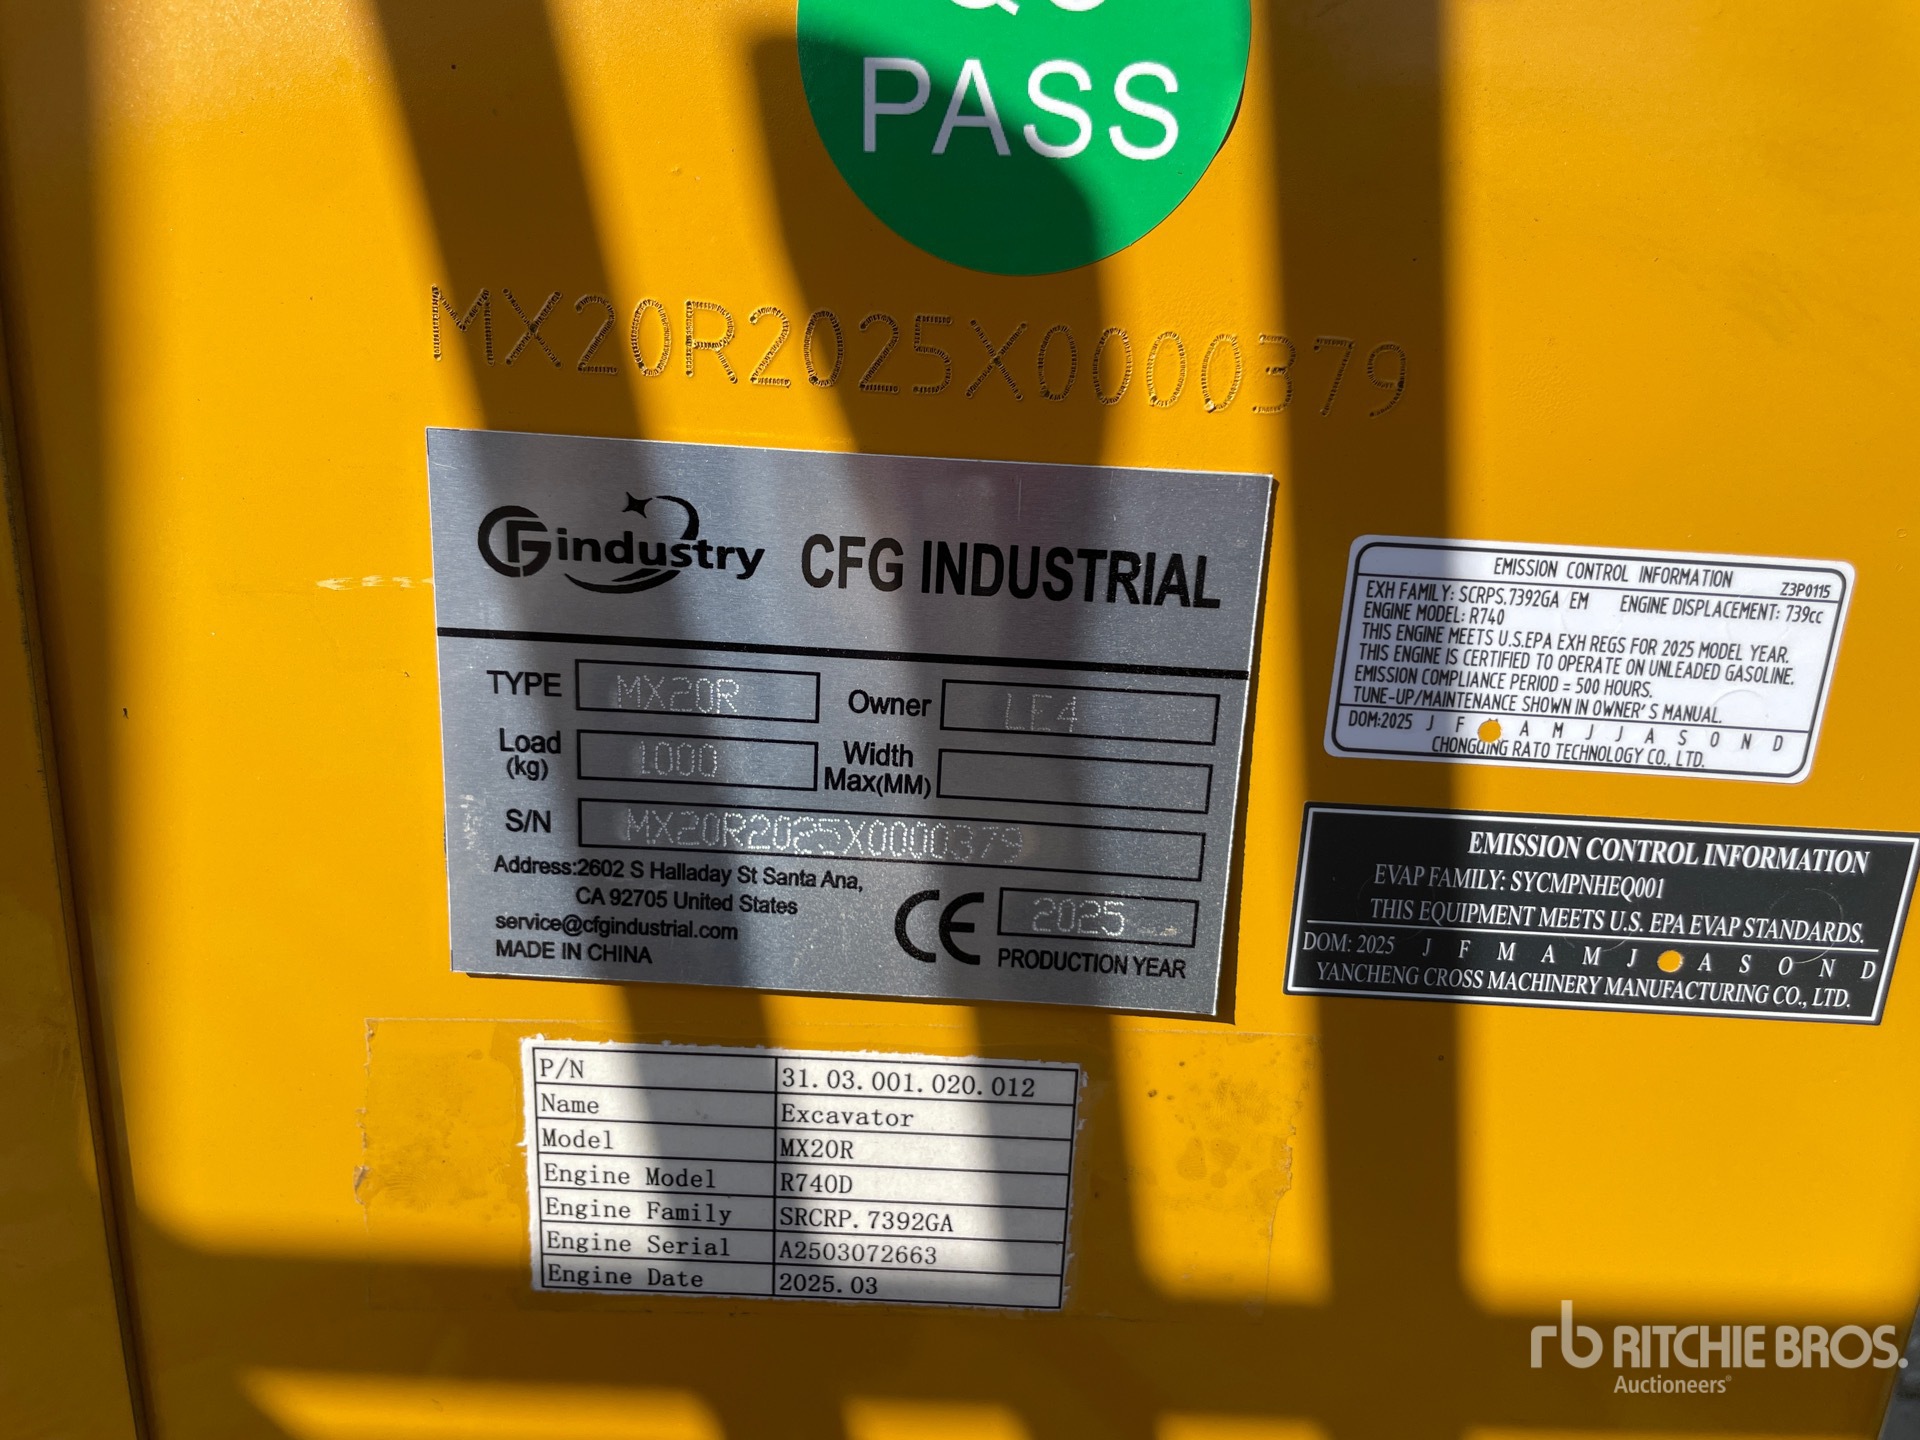 PASS
MX20R2025X0000379
CFGindustry CFG INDUSTRIAL
TYPE MX20R Owner LE4
Load (kg) 1000 Width Max(MM)
S/N MX20R2025X0000379
Address:2602 S Halladay St Santa Ana,
CA 92705 United States
service@cfgindustrial.com
MADE IN CHINA
CE 2025
PRODUCTION YEAR
EMISSION CONTROL INFORMATION Z3P0115
EXH FAMILY: SCRPS.7392GA EM ENGINE DISPLACEMENT: 739cc
ENGINE MODEL: R740
THIS ENGINE MEETS U.S.EPA EXH REGS FOR 2025 MODEL YEAR.
THIS ENGINE IS CERTIFIED TO OPERATE ON UNLEADED GASOLINE.
EMISSION COMPLIANCE PERIOD = 500 HOURS.
TUNE-UP/MAINTENANCE SHOWN IN OWNER'S MANUAL.
DOM:2025 J F A M J J A S O N D
CHONGQING RATO TECHNOLOGY CO., LTD.
EMISSION CONTROL INFORMATION
EVAP FAMILY: SYCMPNHEQ001
THIS EQUIPMENT MEETS U.S. EPA EVAP STANDARDS.
DOM: 2025 J F M A M J A S O N D
YANCHENG CROSS MACHINERY MANUFACTURING CO., LTD.
P/N 31.03.001.020.012
Name Excavator
Model MX20R
Engine Model R740D
Engine Family SRCRP.7392GA
Engine Serial A2503072663
Engine Date 2025.03
rb RITCHIE BROS.
Auctioneers